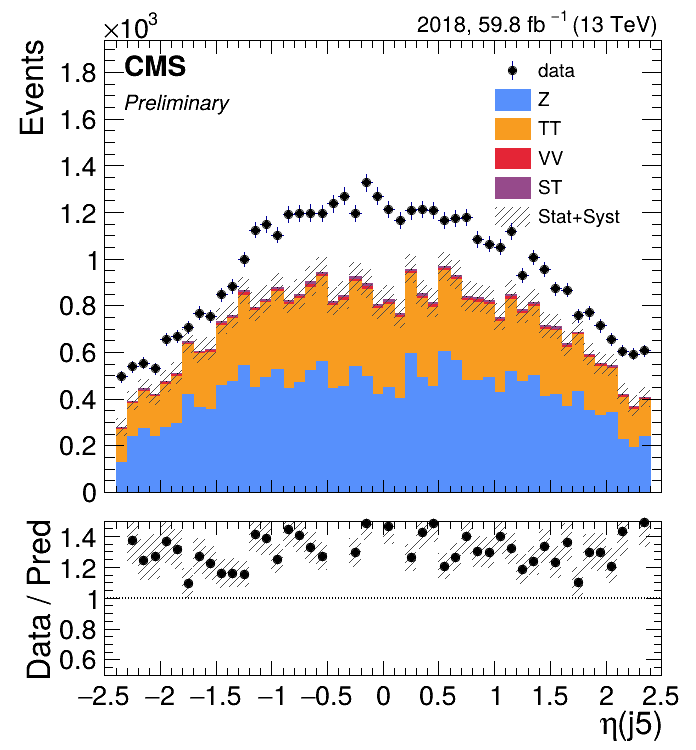 ×10³
2018, 59.8 fb⁻¹ (13 TeV)
Events
CMS
Preliminary
data
Z
TT
VV
ST
Stat+Syst
1.8
1.6
1.4
1.2
1
0.8
0.6
0.4
0.2
0
Data / Pred
1.4
1.2
1
0.8
0.6
−2.5 −2 −1.5 −1 −0.5 0 0.5 1 1.5 2 2.5
η(j5)